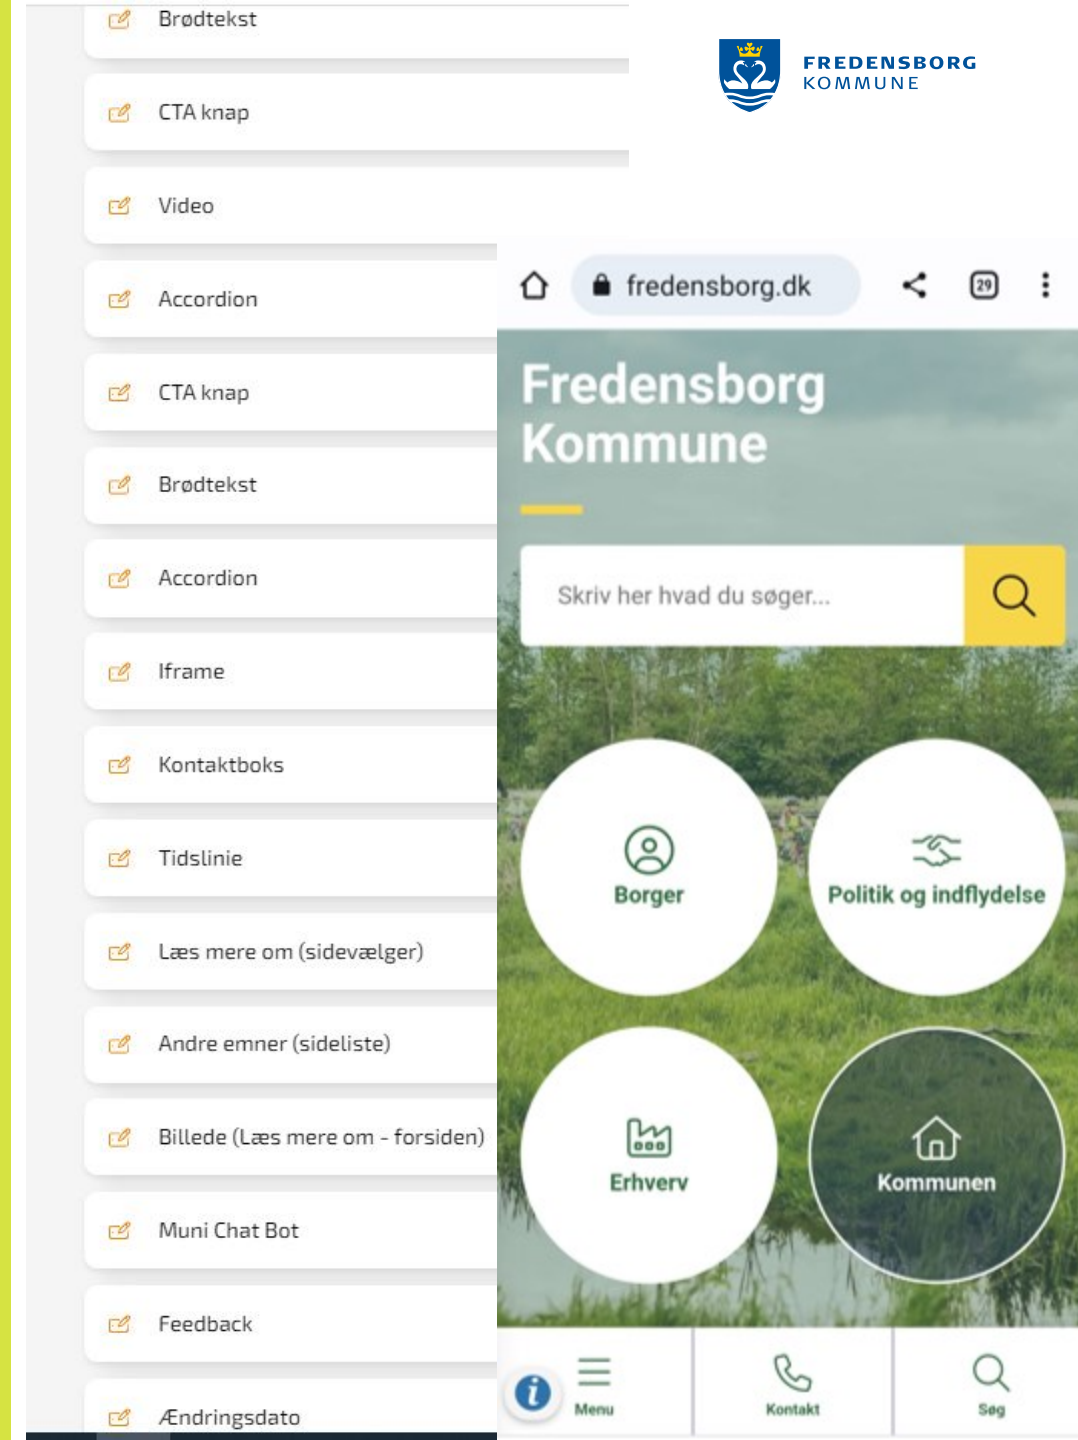 Brødtekst
CTA knap
Video
Accordion
CTA knap
Brødtekst
Accordion
Iframe
Kontaktboks
Tidslinie
Læs mere om (sidevælger)
Andre emner (sideliste)
Billede (Læs mere om - forsiden)
Muni Chat Bot
Feedback
Ændringsdato
FREDENSBORG
KOMMUNE
fredensborg.dk
29
Fredensborg
Kommune
Skriv her hvad du søger...
Borger
Politik og indflydelse
Erhverv
Kommunen
i
Menu
Kontakt
Søg